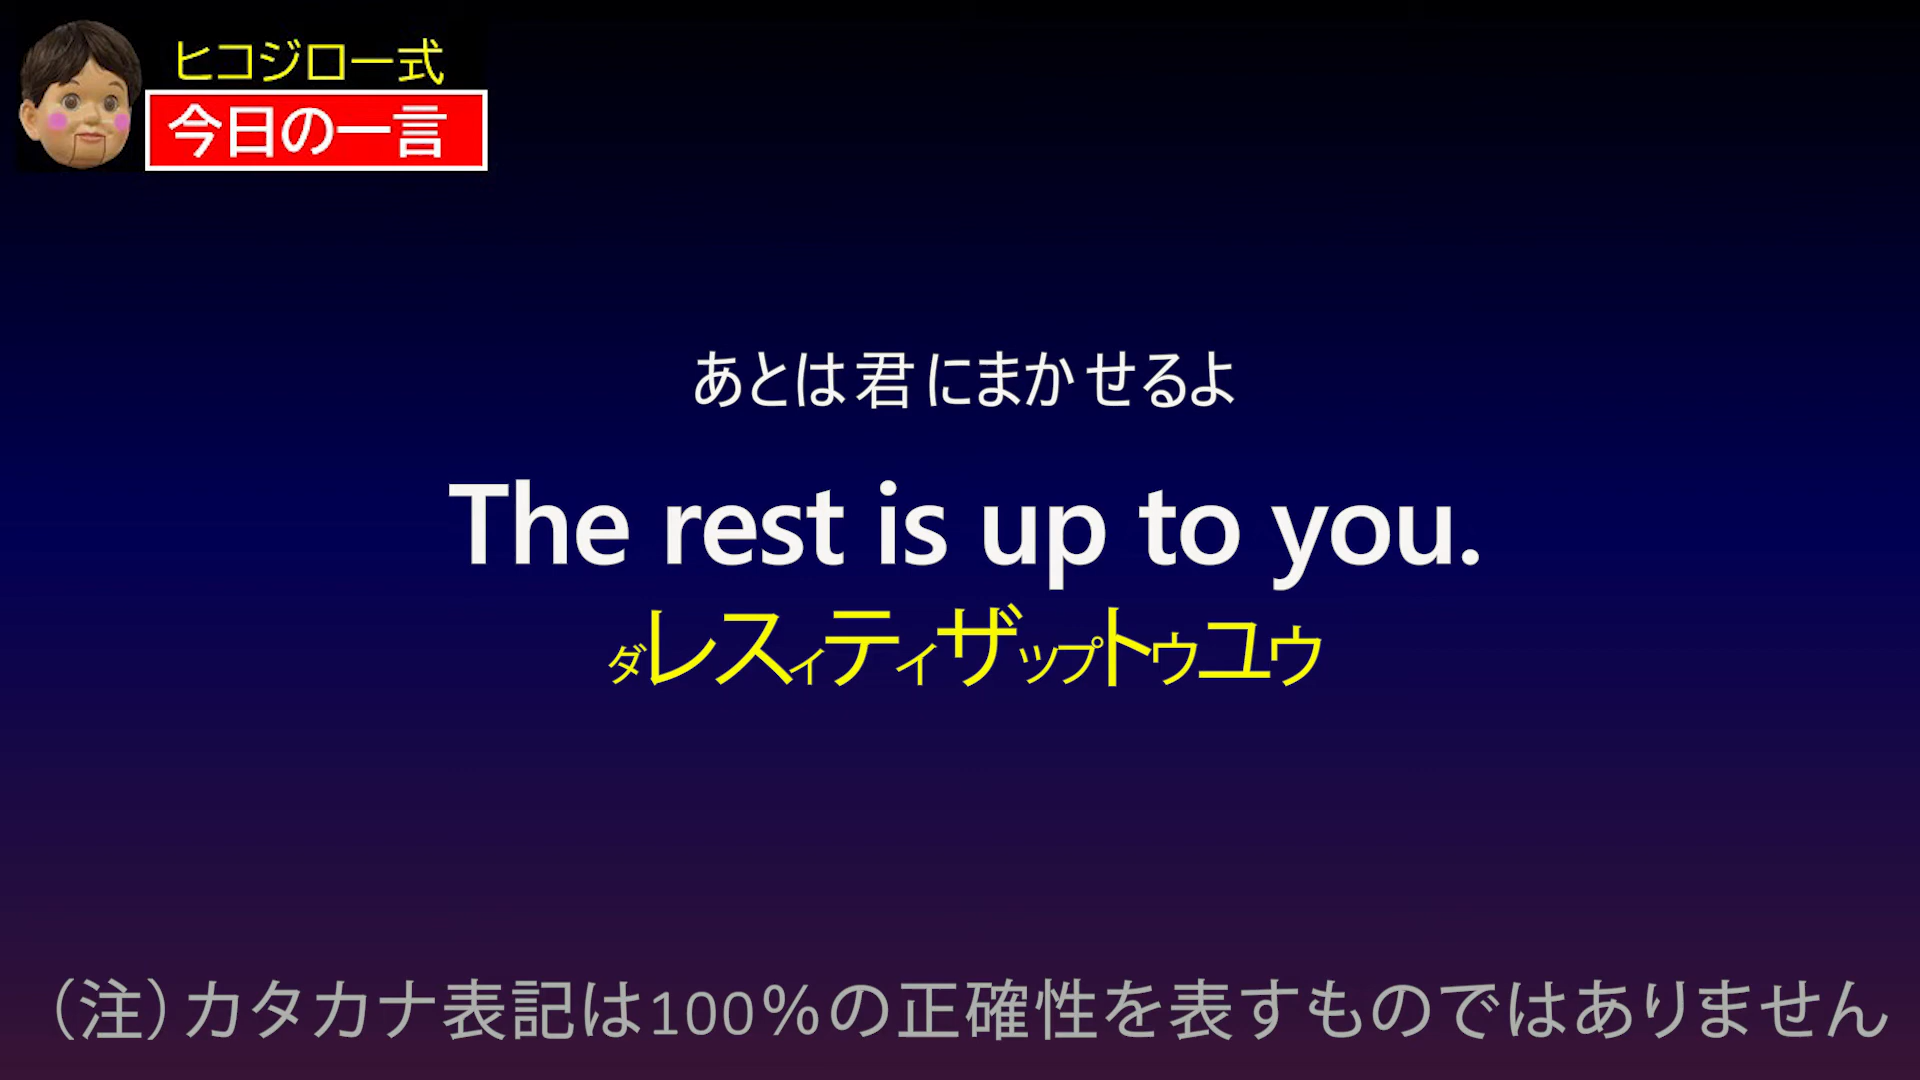 ヒコジロー式
今日の一言
あとは君にまかせるよ
The rest is up to you.
ダレスィティザップトゥユウ
（注）カタカナ表記は100％の正確性を表すものではありません